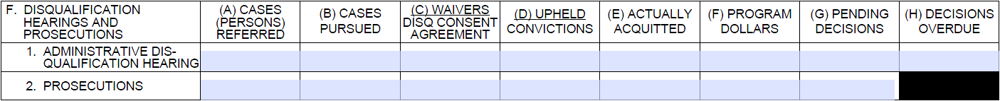 F. DISQUALIFICATION
HEARINGS AND
PROSECUTIONS
(A) CASES
(PERSONS)
REFERRED
(B) CASES
PURSUED
(C) WAIVERS
DISQ CONSENT
AGREEMENT
(D) UPHELD
CONVICTIONS
(E) ACTUALLY
ACQUITTED
(F) PROGRAM
DOLLARS
(G) PENDING
DECISIONS
(H) DECISIONS
OVERDUE
1. ADMINISTRATIVE DIS-
QUALIFICATION HEARING
2. PROSECUTIONS